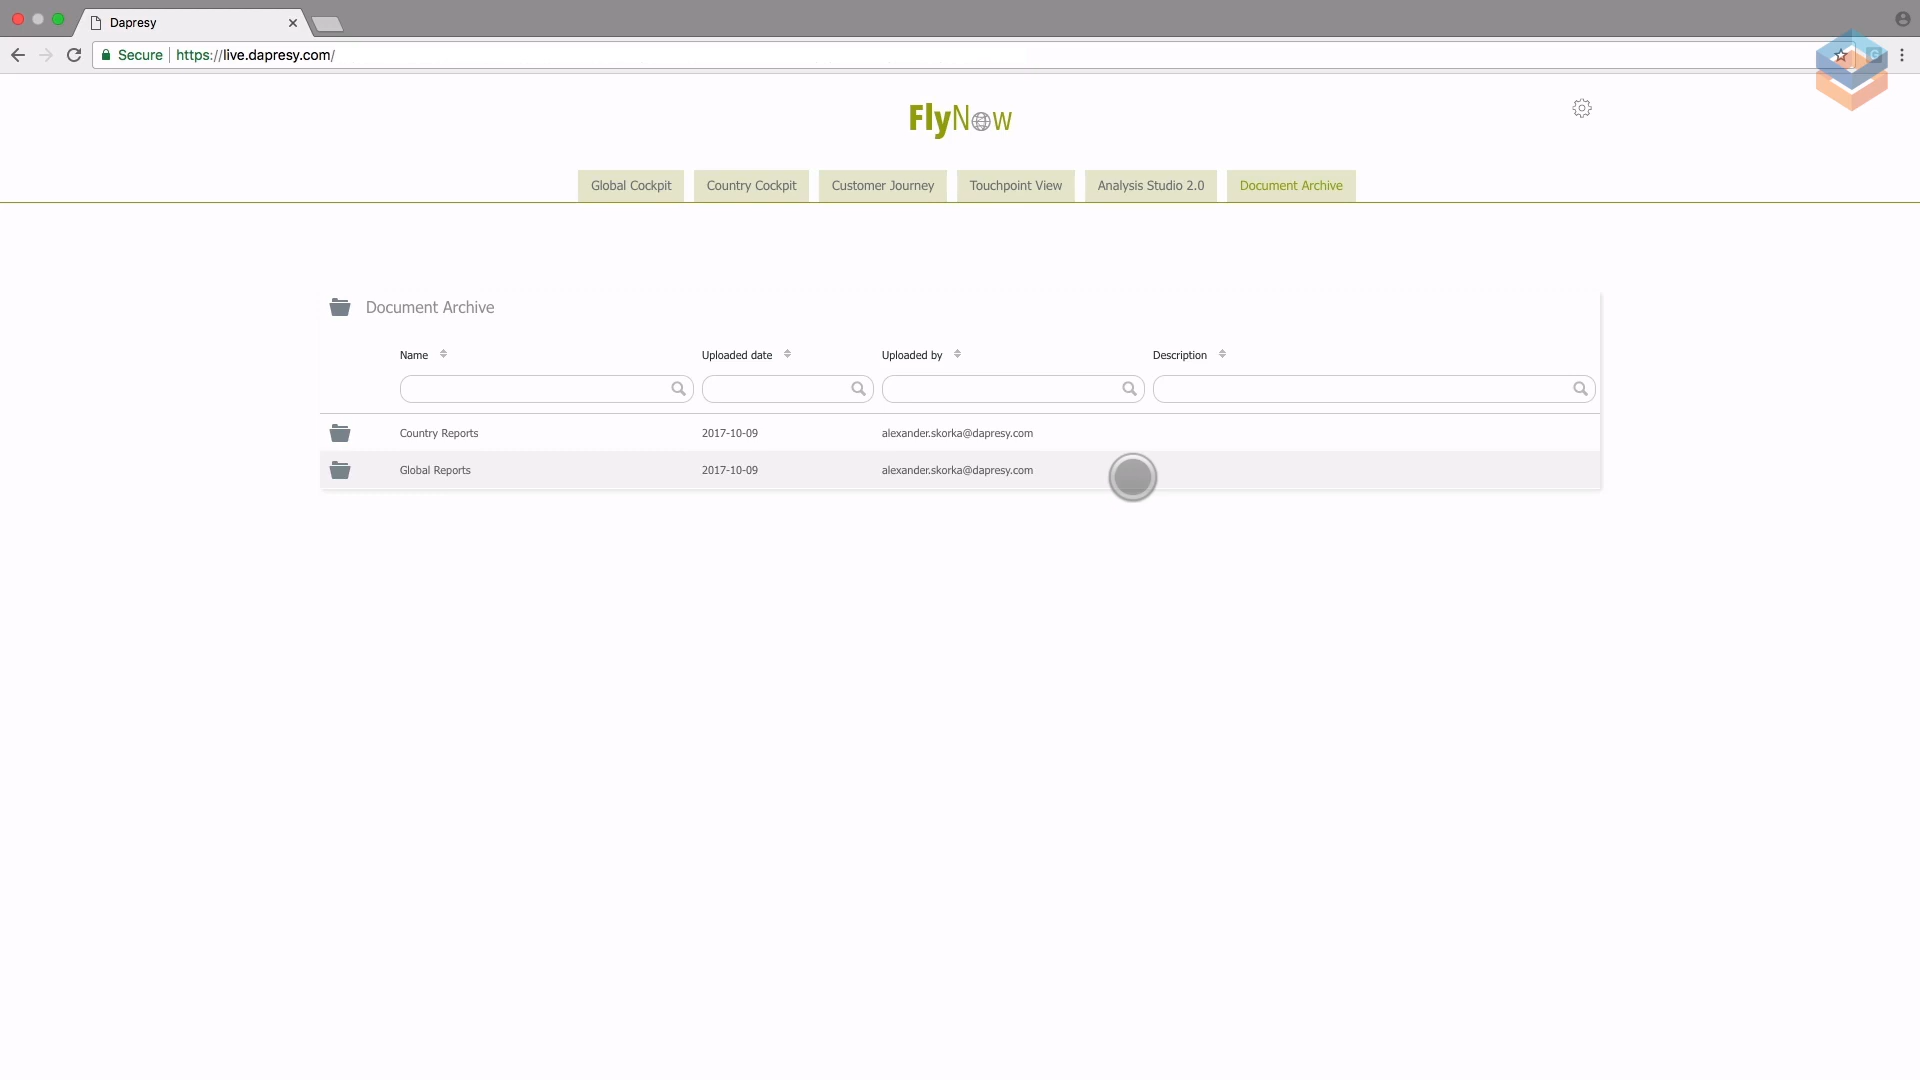 Dapresy
Secure https://live.dapresy.com/
FlyNow
Global Cockpit Country Cockpit Customer Journey Touchpoint View Analysis Studio 2.0 Document Archive
Document Archive
Name Uploaded date Uploaded by Description
Country Reports 2017-10-09 alexander.skorka@dapresy.com
Global Reports 2017-10-09 alexander.skorka@dapresy.com